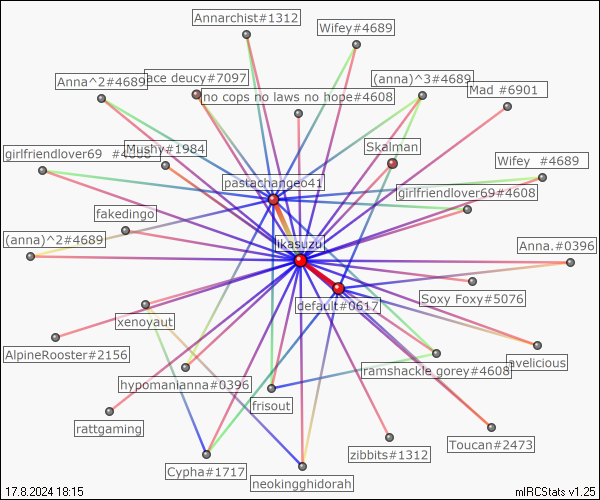 Annarchist#1312
Wifey#4689
Anna^2#4689
ace deucy#7097
(anna)^3#4689
no cops no laws no hope#4608
Mad #6901
girlfriendlover69
Mushy#1984
Skalman
Wifey #4689
pastachangeo41
girlfriendlover69#4608
fakedingo
(anna)^2#4689
ikasuzu
Anna.#0396
Soxy Foxy#5076
default#0617
xenoyaut
AlpineRooster#2156
avelicious
ramshackle gorey#4608
hypomanianna#0396
frisout
rattgaming
Toucan#2473
zibbits#1312
Cypha#1717
neokingghidorah
17.8.2024 18:15
mIRCStats v1.25